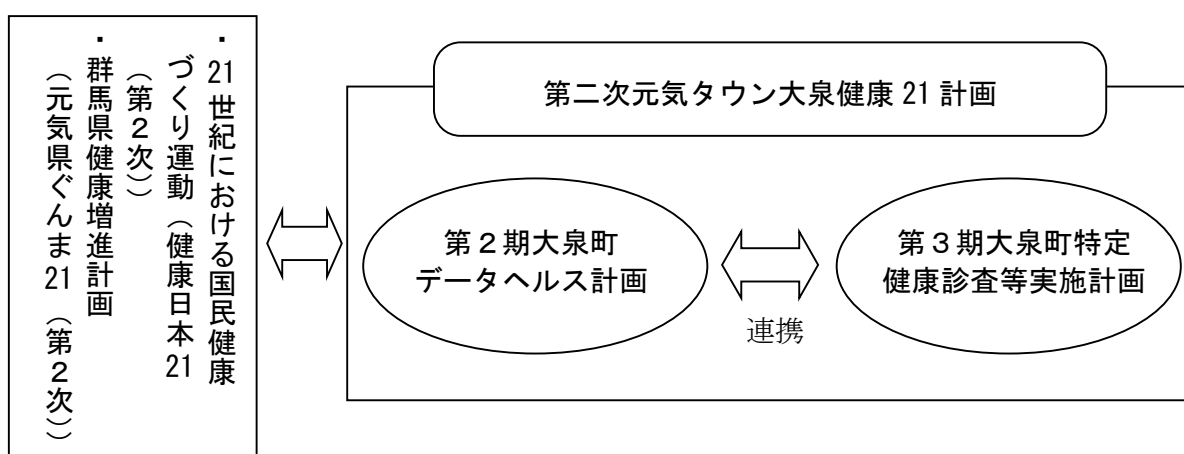 ・21世紀における国民健康
づくり運動（健康日本21
（第２次））
・群馬県健康増進計画
（元気県ぐんま21（第２次））
第二次元気タウン大泉健康21計画
第２期大泉町
データヘルス計画
連携
第３期大泉町特定
健康診査等実施計画